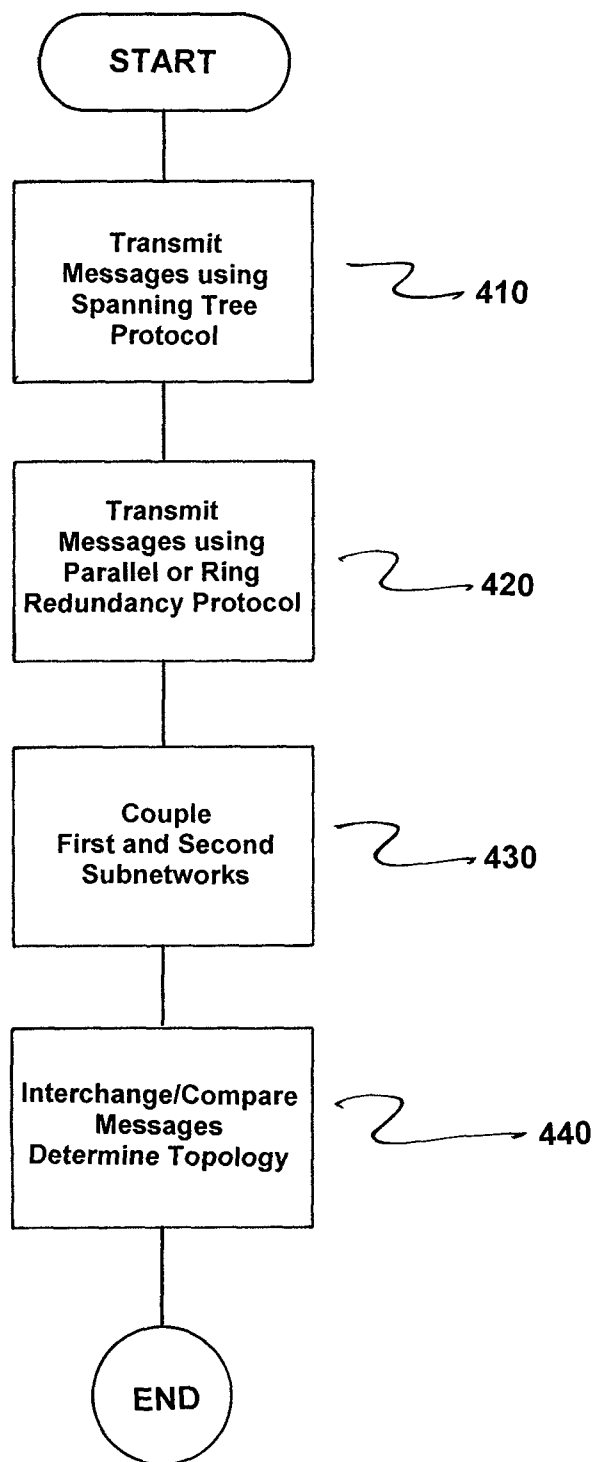 START
Transmit
Messages using
Spanning Tree
Protocol
410
Transmit
Messages using
Parallel or Ring
Redundancy Protocol
420
Couple
First and Second
Subnetworks
430
Interchange/Compare
Messages
Determine Topology
440
END